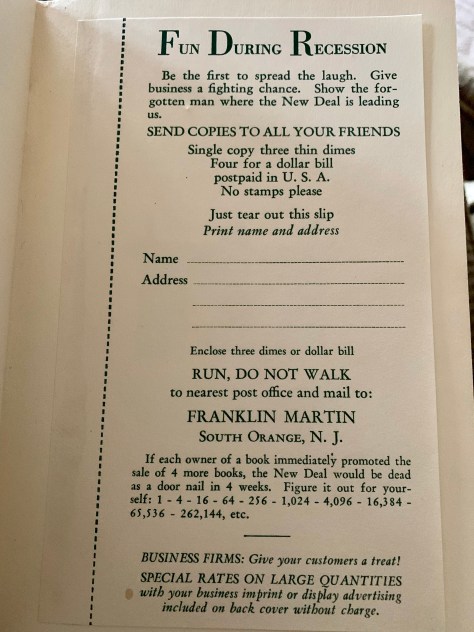 FUN DURING RECESSION
Be the first to spread the laugh. Give
business a fighting chance. Show the for-
gotten man where the New Deal is leading
us.
SEND COPIES TO ALL YOUR FRIENDS
Single copy three thin dimes
Four for a dollar bill
postpaid in U. S. A.
No stamps please
Just tear out this slip
Print name and address
Name
Address
Enclose three dimes or dollar bill
RUN, DO NOT WALK
to nearest post office and mail to:
FRANKLIN MARTIN
SOUTH ORANGE, N. J.
If each owner of a book immediately promoted the
sale of 4 more books, the New Deal would be dead
as a door nail in 4 weeks. Figure it out for your-
self: 1 - 4 - 16 - 64 - 256 - 1,024 - 4,096 - 16,384 -
65,536 - 262,144, etc.
BUSINESS FIRMS: Give your customers a treat!
SPECIAL RATES ON LARGE QUANTITIES
with your business imprint or display advertising
included on back cover without charge.